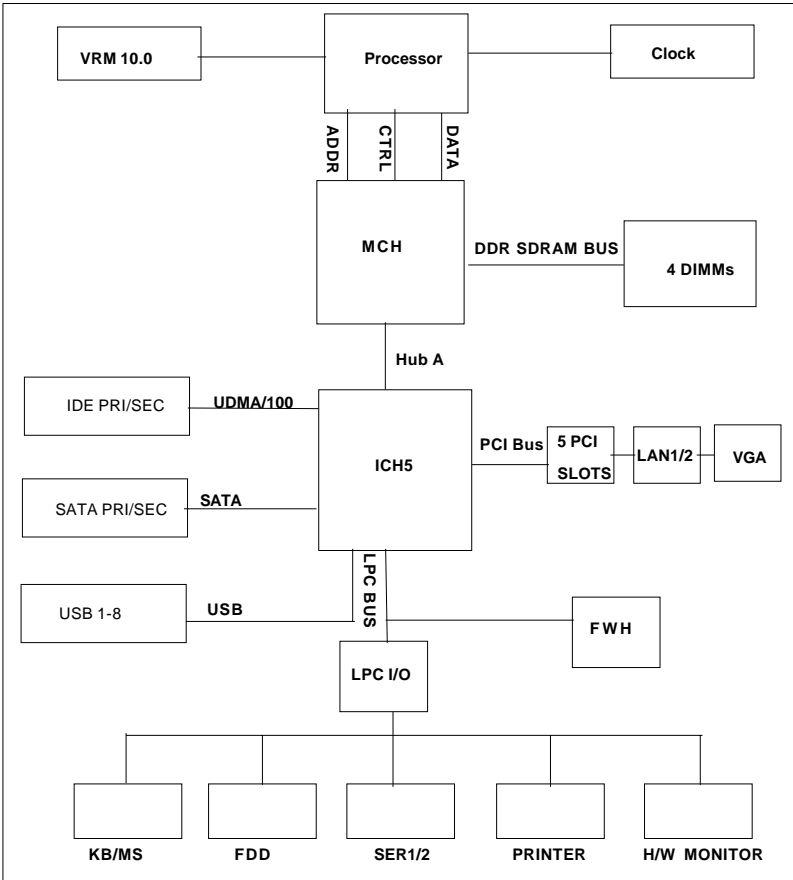 VRM 10.0
Processor
Clock
ADDR
CTRL
DATA
MCH
DDR SDRAM BUS
4 DIMMs
Hub A
IDE PRI/SEC
UDMA/100
ICH5
PCI Bus
5 PCI
SLOTS
LAN1/2
VGA
SATA PRI/SEC
SATA
LPC BUS
USB 1-8
USB
FWH
LPC I/O
KB/MS
FDD
SER1/2
PRINTER
H/W MONITOR